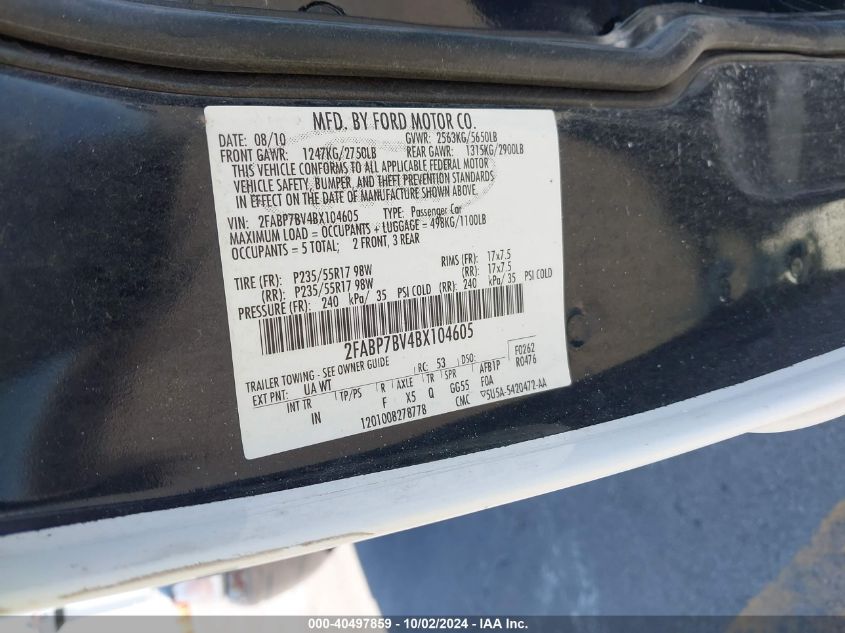 MFD. BY FORD MOTOR CO.
DATE: 08/10 GVWR: 2563KG/5650LB
FRONT GAWR: 1247KG/2750LB REAR GAWR: 1315KG/2900LB
THIS VEHICLE CONFORMS TO ALL APPLICABLE FEDERAL MOTOR
VEHICLE SAFETY, BUMPER, AND THEFT PREVENTION STANDARDS
IN EFFECT ON THE DATE OF MANUFACTURE SHOWN ABOVE.
VIN: 2FABP7BV4BX104605 TYPE: Passenger Car
MAXIMUM LOAD = OCCUPANTS + LUGGAGE = 498KG/1100LB
OCCUPANTS = 5 TOTAL; 2 FRONT, 3 REAR
TIRE (FR): P235/55R17 98W RIMS (FR): 17x7.5
(RR): P235/55R17 98W (RR): 17x7.5
PRESSURE (FR): 240 kPa/ 35 PSI COLD (RR): 240 kPa/ 35 PSI COLD
2FABP7BV4BX104605
TRAILER TOWING - SEE OWNER GUIDE RC: 53 DSO: F0262
EXT PNT: UA WT TP/PS R AXLE TR SPR AFB1P R0476
INT TR F X5 Q GG55 F0A
IN 1201008278778 CMC ▽5U5A-5420472-AA
000-40497859 - 10/02/2024 - IAA Inc.